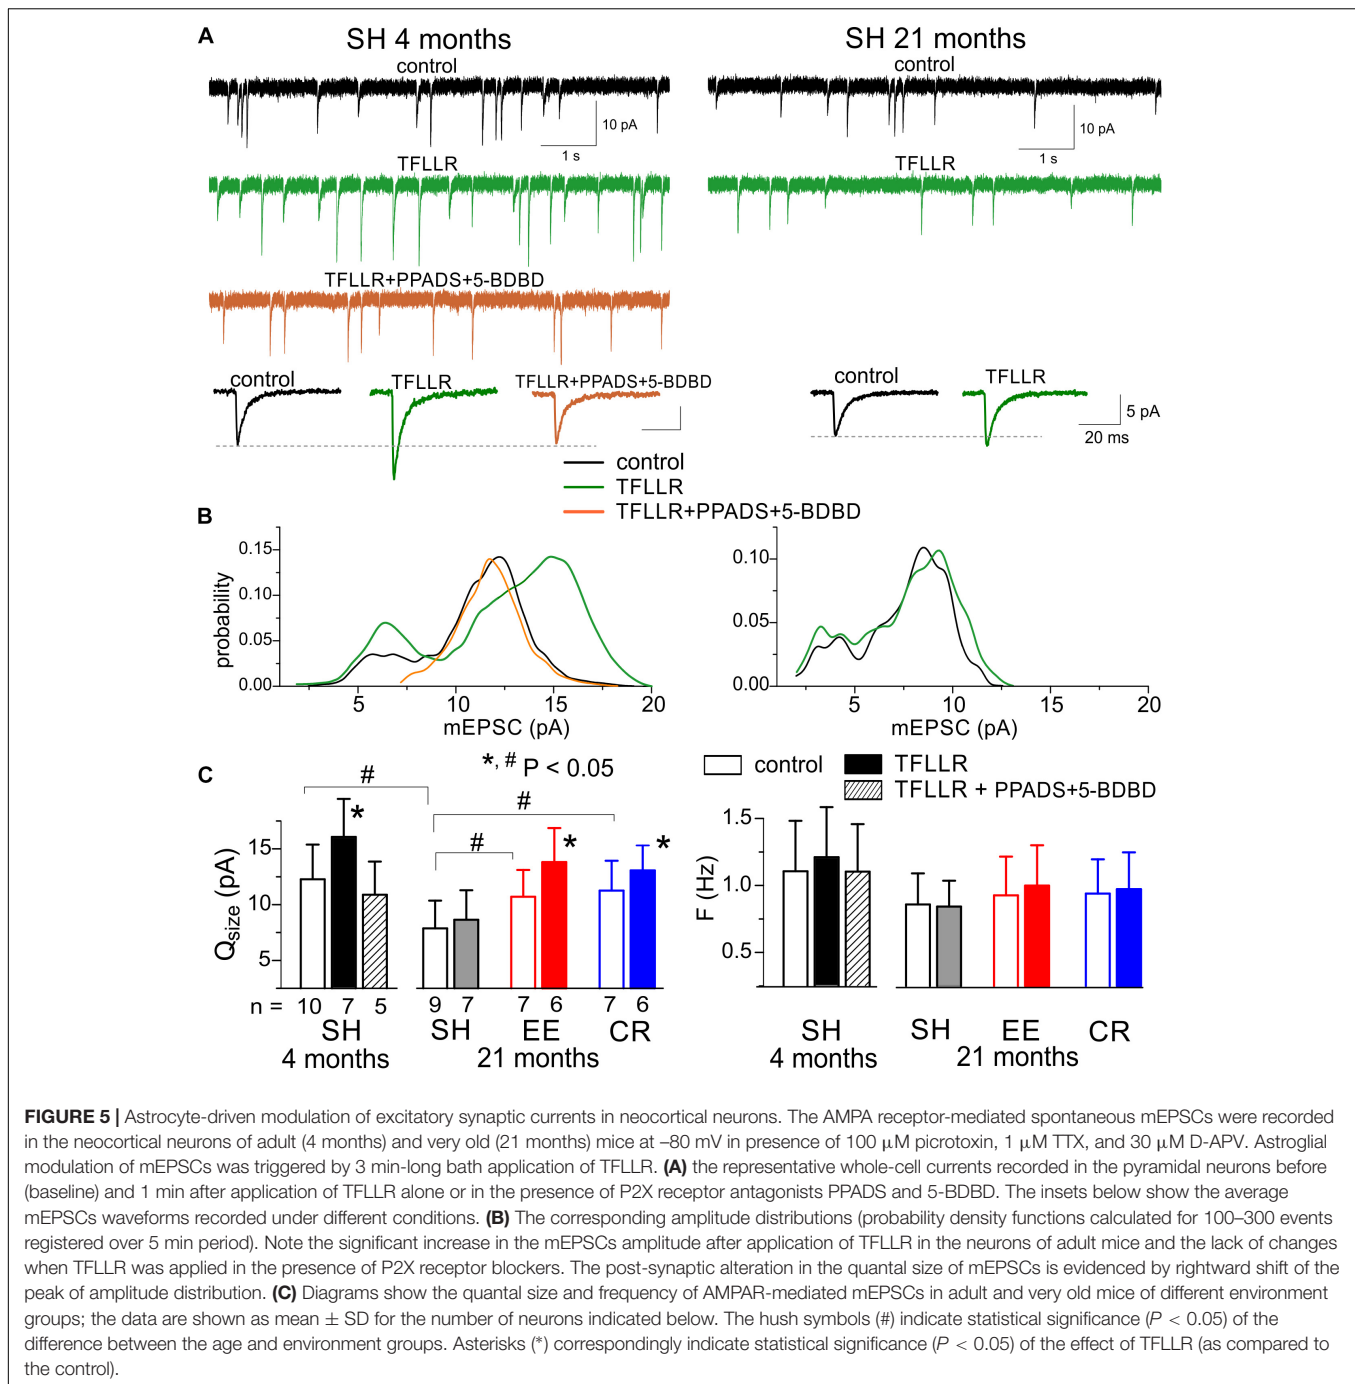 A
SH 4 months
SH 21 months
control
control
10 pA
1 s
10 pA
1 s
TFLLR
TFLLR
TFLLR+PPADS+5-BDBD
control
TFLLR
TFLLR+PPADS+5-BDBD
control
TFLLR
5 pA
20 ms
control
TFLLR
TFLLR+PPADS+5-BDBD
B
probability
0.15
0.10
0.05
0.00
5 10 15 20
mEPSC (pA)
0.10
0.05
0.00
5 10 15 20
mEPSC (pA)
C
*, # P < 0.05
control
TFLLR
TFLLR + PPADS+5-BDBD
# # #
* * *
Qsize (pA)
15
10
5
n = 10 7 5 9 7 7 6 7 6
SH SH EE CR
4 months 21 months
F (Hz)
1.5
1.0
0.5
SH SH EE CR
4 months 21 months
FIGURE 5 | Astrocyte-driven modulation of excitatory synaptic currents in neocortical neurons. The AMPA receptor-mediated spontaneous mEPSCs were recorded
in the neocortical neurons of adult (4 months) and very old (21 months) mice at –80 mV in presence of 100 μM picrotoxin, 1 μM TTX, and 30 μM D-APV. Astroglial
modulation of mEPSCs was triggered by 3 min-long bath application of TFLLR. (A) the representative whole-cell currents recorded in the pyramidal neurons before
(baseline) and 1 min after application of TFLLR alone or in the presence of P2X receptor antagonists PPADS and 5-BDBD. The insets below show the average
mEPSCs waveforms recorded under different conditions. (B) The corresponding amplitude distributions (probability density functions calculated for 100–300 events
registered over 5 min period). Note the significant increase in the mEPSCs amplitude after application of TFLLR in the neurons of adult mice and the lack of changes
when TFLLR was applied in the presence of P2X receptor blockers. The post-synaptic alteration in the quantal size of mEPSCs is evidenced by rightward shift of the
peak of amplitude distribution. (C) Diagrams show the quantal size and frequency of AMPAR-mediated mEPSCs in adult and very old mice of different environment
groups; the data are shown as mean ± SD for the number of neurons indicated below. The hush symbols (#) indicate statistical significance (P < 0.05) of the
difference between the age and environment groups. Asterisks (*) correspondingly indicate statistical significance (P < 0.05) of the effect of TFLLR (as compared to
the control).